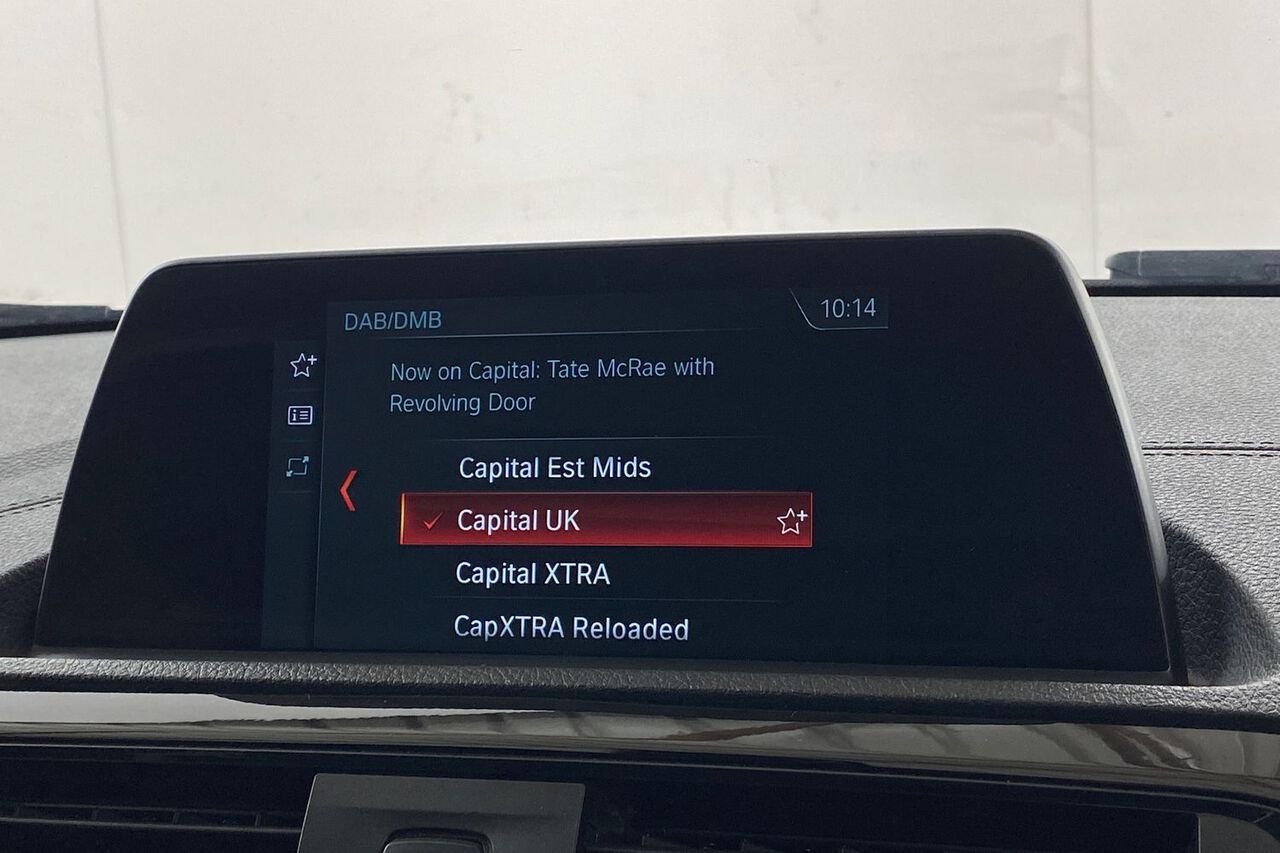 DAB/DMB
10:14
Now on Capital: Tate McRae with
Revolving Door
Capital Est Mids
Capital UK
Capital XTRA
CapXTRA Reloaded